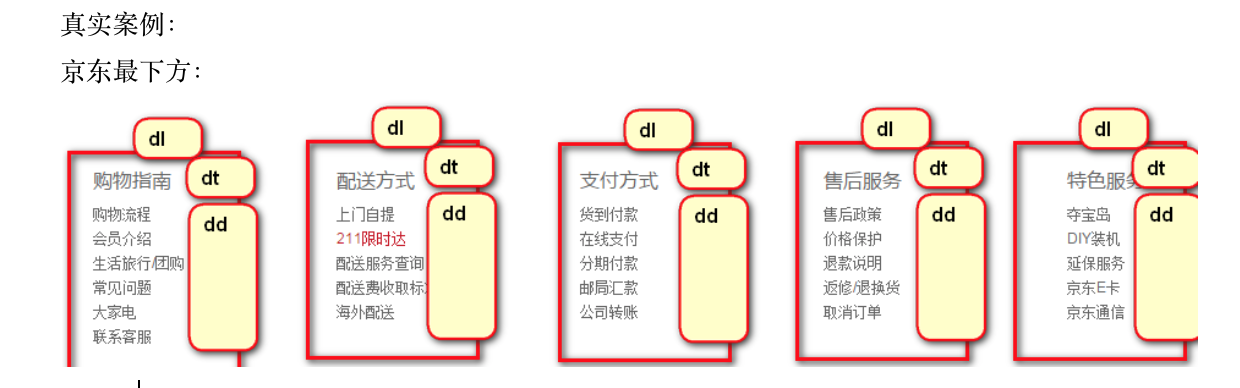 真实案例：
京东最下方：
dl
dt
dd
购物指南
购物流程
会员介绍
生活旅行/团购
常见问题
大家电
联系客服
dl
dt
dd
配送方式
上门自提
211限时达
配送服务查询
配送费收取标
海外配送
dl
dt
dd
支付方式
货到付款
在线支付
分期付款
邮局汇款
公司转账
dl
dt
dd
售后服务
售后政策
价格保护
退款说明
返修/退换货
取消订单
dl
dt
dd
特色服务
夺宝岛
DIY装机
延保服务
京东E卡
京东通信